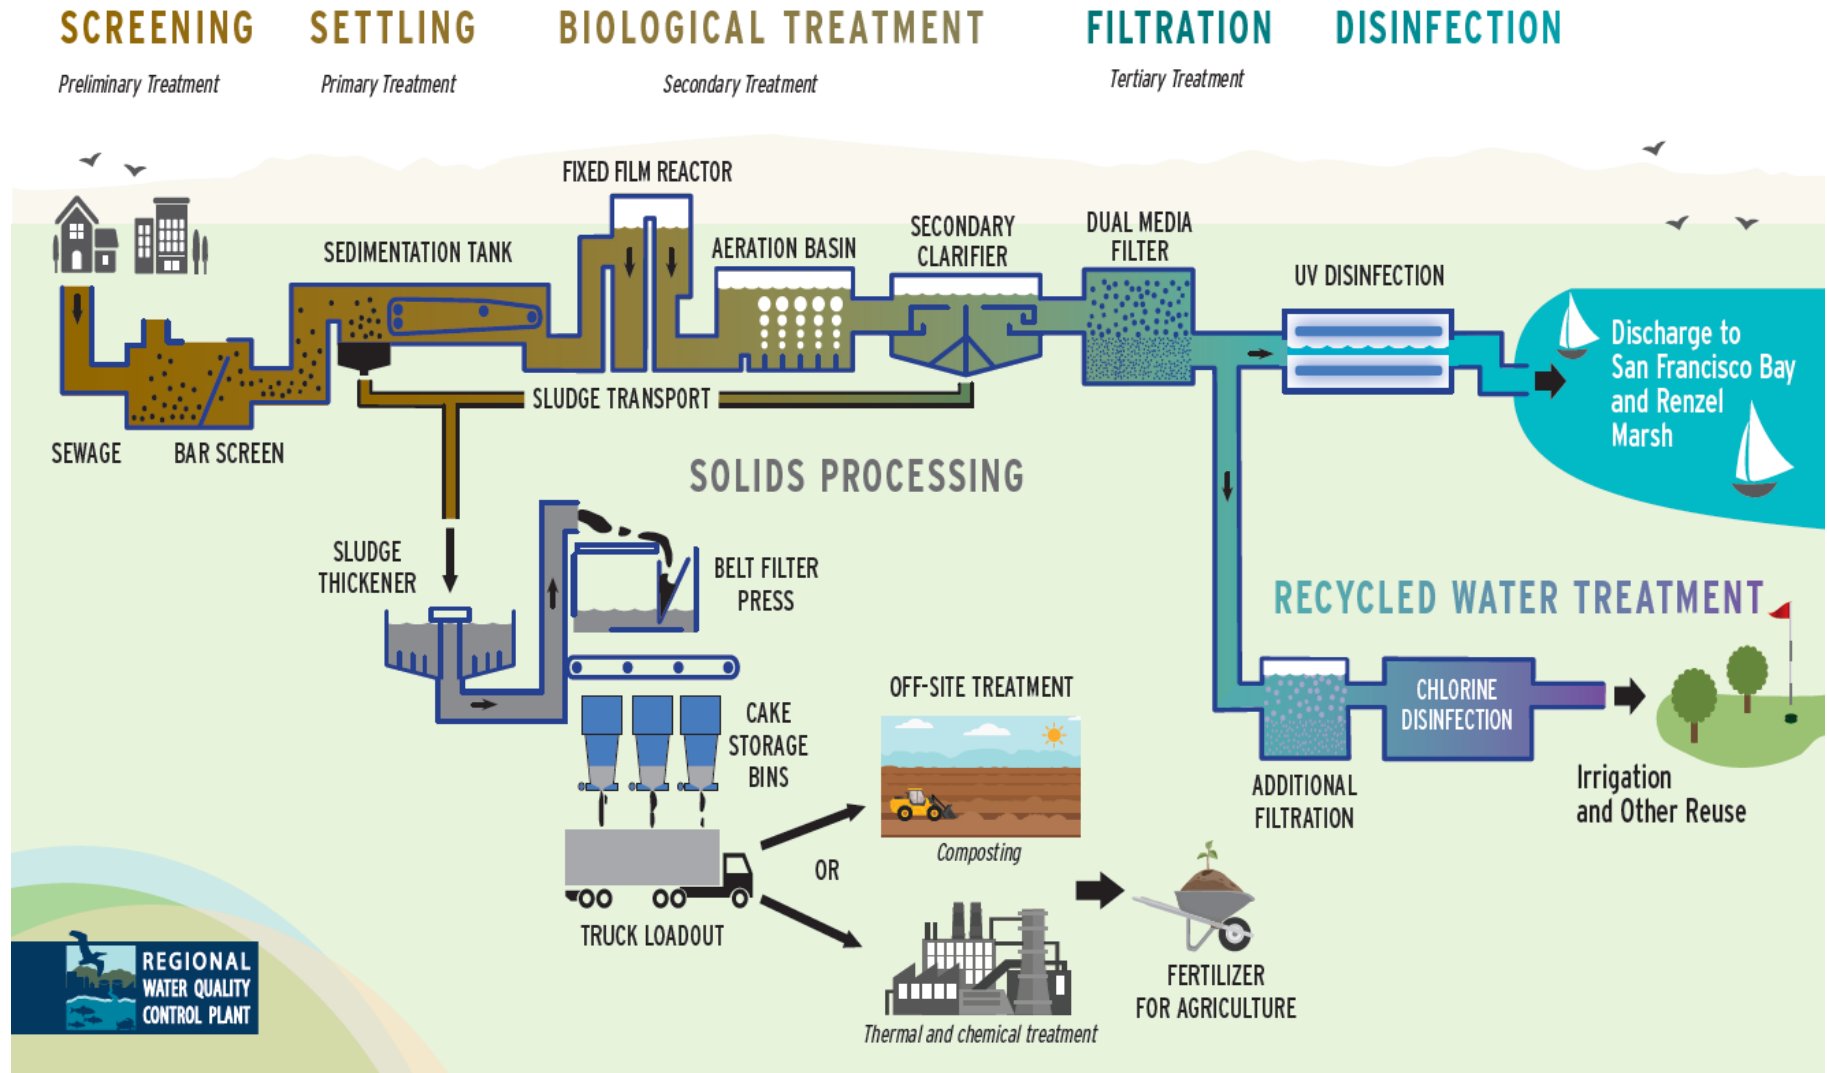 SCREENING
Preliminary Treatment
SETTLING
Primary Treatment
BIOLOGICAL TREATMENT
Secondary Treatment
FILTRATION
Tertiary Treatment
DISINFECTION
FIXED FILM REACTOR
SEDIMENTATION TANK
AERATION BASIN
SECONDARY
CLARIFIER
DUAL MEDIA
FILTER
UV DISINFECTION
Discharge to
San Francisco Bay
and Renzel
Marsh
SLUDGE TRANSPORT
SEWAGE
BAR SCREEN
SOLIDS PROCESSING
SLUDGE
THICKENER
BELT FILTER
PRESS
RECYCLED WATER TREATMENT
CHLORINE
DISINFECTION
ADDITIONAL
FILTRATION
Irrigation
and Other Reuse
CAKE
STORAGE
BINS
OFF-SITE TREATMENT
Composting
OR
TRUCK LOADOUT
Thermal and chemical treatment
FERTILIZER
FOR AGRICULTURE
REGIONAL
WATER QUALITY
CONTROL PLANT